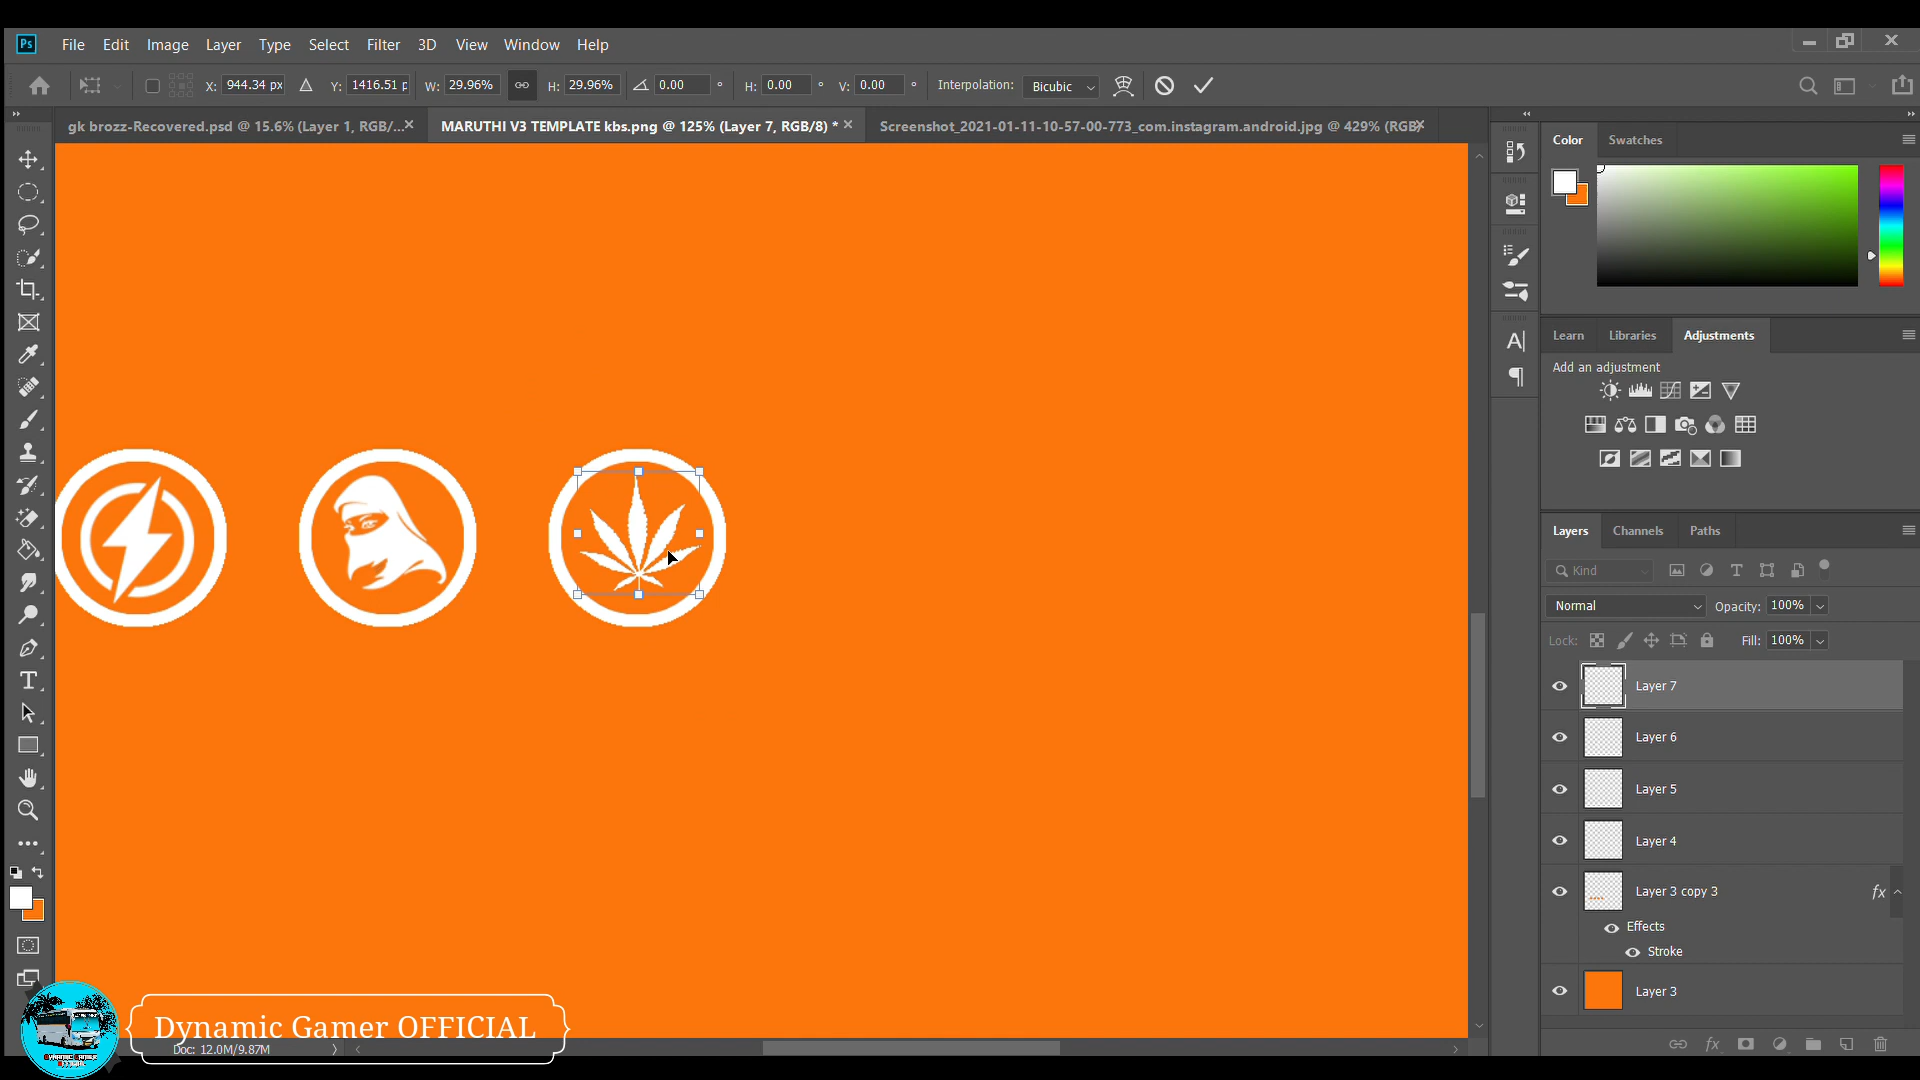 Ps File Edit Image Layer Type Select Filter 3D View Window Help
X: 944.34 px Y: 1416.51 p W: 29.96% H: 29.96% 0.00 ° H: 0.00 ° V: 0.00 ° Interpolation: Bicubic
gk brozz-Recovered.psd @ 15.6% (Layer 1, RGB/... MARUTHI V3 TEMPLATE kbs.png @ 125% (Layer 7, RGB/8) * Screenshot_2021-01-11-10-57-00-773_com.instagram.android.jpg @ 429% (RGB
Color Swatches
Learn Libraries Adjustments
Add an adjustment
Layers Channels Paths
Kind
Normal Opacity: 100%
Lock: Fill: 100%
Layer 7
Layer 6
Layer 5
Layer 4
Layer 3 copy 3 fx
Effects
Stroke
Layer 3
Dynamic Gamer OFFICIAL
Doc: 12.0M/9.87M